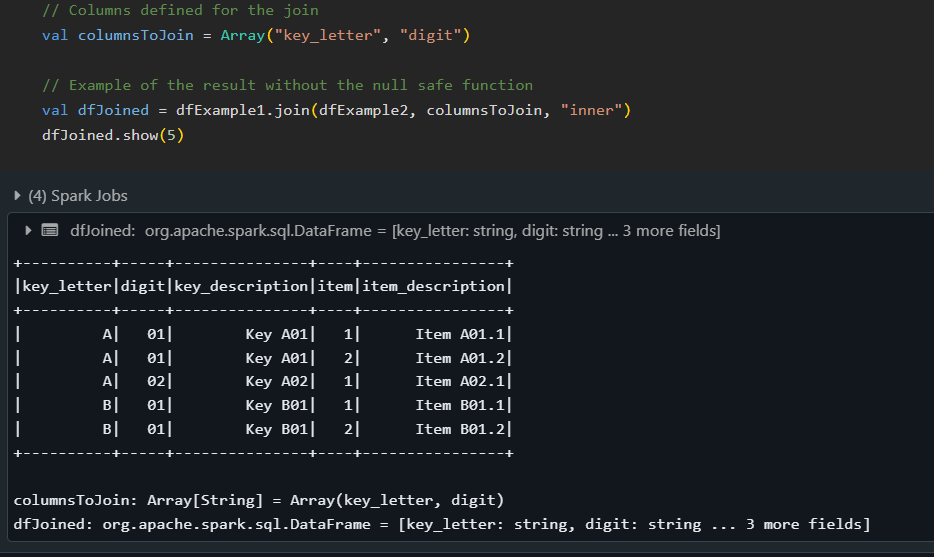 // Columns defined for the join
val columnsToJoin = Array("key_letter", "digit")
// Example of the result without the null safe function
val dfJoined = dfExample1.join(dfExample2, columnsToJoin, "inner")
dfJoined.show(5)
(4) Spark Jobs
dfJoined: org.apache.spark.sql.DataFrame = [key_letter: string, digit: string ... 3 more fields]
+----------+-----+---------------+----+----------------+
|key_letter|digit|key_description|item|item_description|
+----------+-----+---------------+----+----------------+
|         A|   01|        Key A01|   1|      Item A01.1|
|         A|   01|        Key A01|   2|      Item A01.2|
|         A|   02|        Key A02|   1|      Item A02.1|
|         B|   01|        Key B01|   1|      Item B01.1|
|         B|   01|        Key B01|   2|      Item B01.2|
+----------+-----+---------------+----+----------------+
columnsToJoin: Array[String] = Array(key_letter, digit)
dfJoined: org.apache.spark.sql.DataFrame = [key_letter: string, digit: string ... 3 more fields]